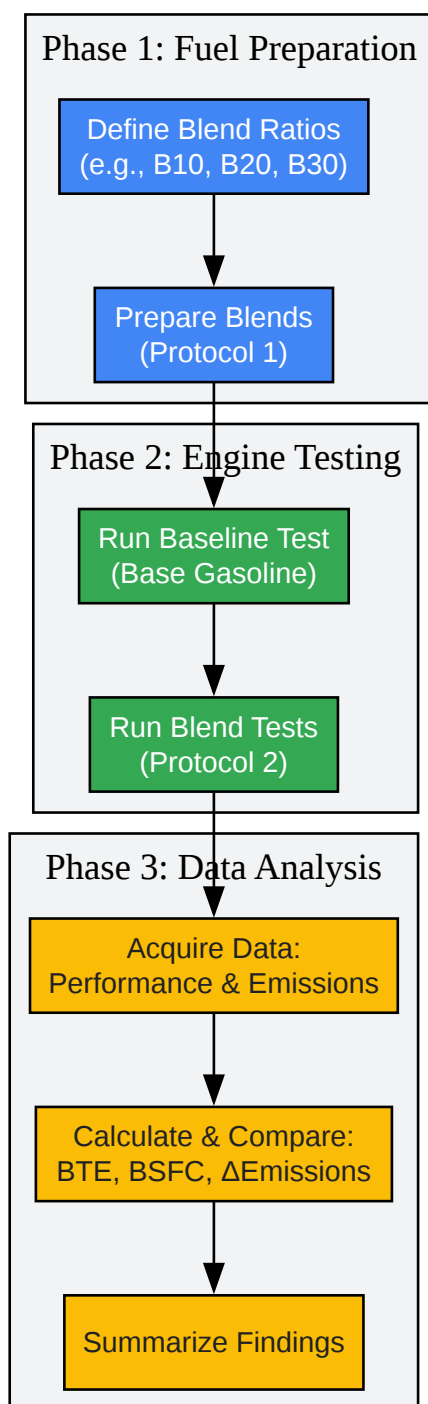 Phase 1: Fuel Preparation
Define Blend Ratios
(e.g., B10, B20, B30)
Prepare Blends
(Protocol 1)
Phase 2: Engine Testing
Run Baseline Test
(Base Gasoline)
Run Blend Tests
(Protocol 2)
Phase 3: Data Analysis
Acquire Data:
Performance & Emissions
Calculate & Compare:
BTE, BSFC, ΔEmissions
Summarize Findings